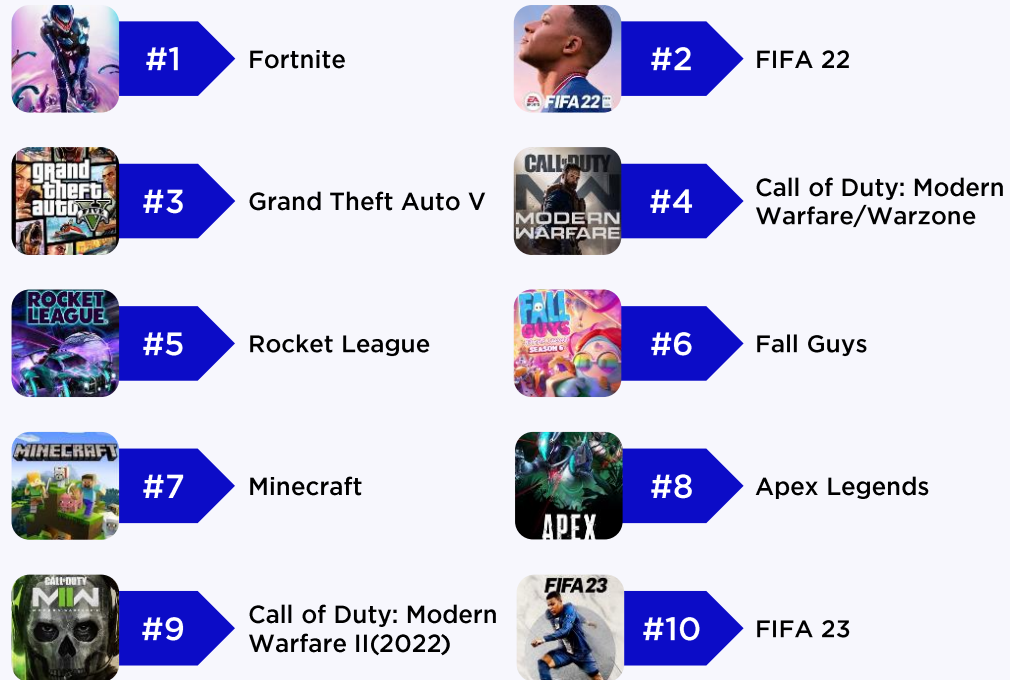 #1
Fortnite
FIFA 22
#2
FIFA 22
grand
theft
auto V
#3
Grand Theft Auto V
CALL OF DUTY
MW
MODERN
WARFARE
#4
Call of Duty: Modern
Warfare/Warzone
ROCKET
LEAGUE
#5
Rocket League
FALL
GUYS
SEASON 6
#6
Fall Guys
MINECRAFT
#7
Minecraft
APEX
#8
Apex Legends
CALL OF DUTY
MWII
#9
Call of Duty: Modern
Warfare II(2022)
FIFA 23
#10
FIFA 23